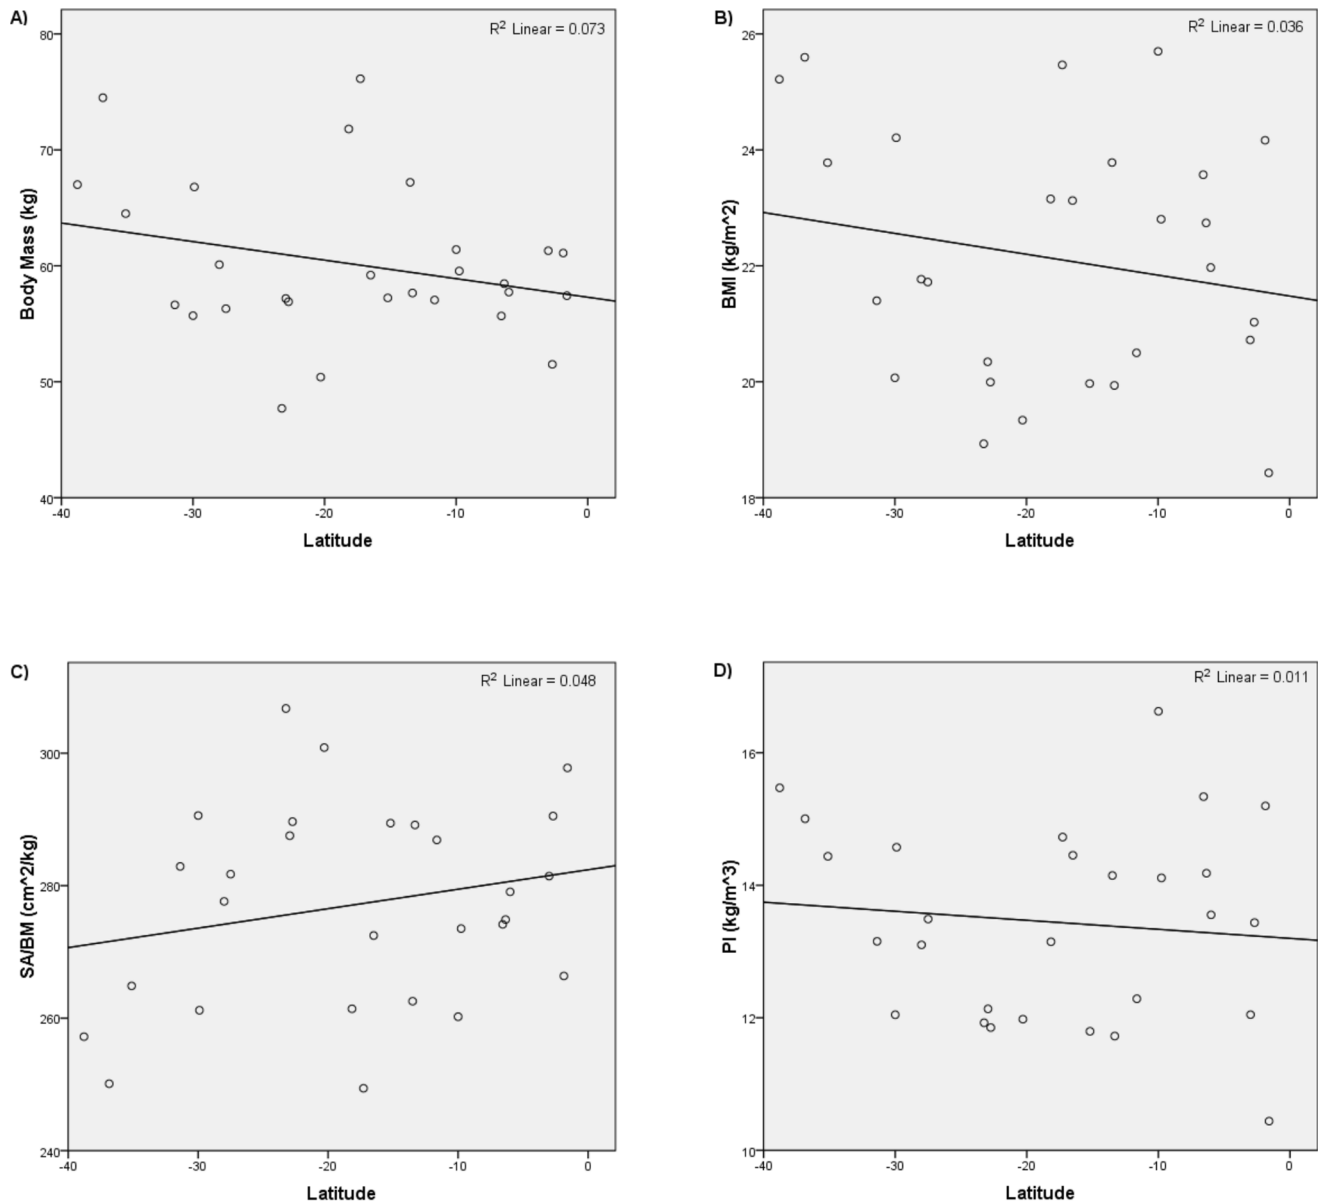 A)
R² Linear = 0.073
80
70
60
50
40
Body Mass (kg)
-40 -30 -20 -10 0
Latitude
B)
R² Linear = 0.036
26
24
22
20
18
BMI (kg/m^2)
-40 -30 -20 -10 0
Latitude
C)
R² Linear = 0.048
300
280
260
240
SA/BM (cm^2/kg)
-40 -30 -20 -10 0
Latitude
D)
R² Linear = 0.011
16
14
12
10
PI (kg/m^3)
-40 -30 -20 -10 0
Latitude